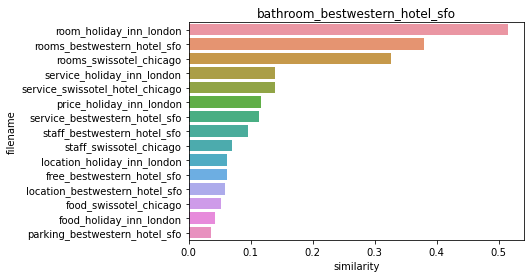 bathroom_bestwestern_hotel_sfo
room_holiday_inn_london
rooms_bestwestern_hotel_sfo
rooms_swissotel_chicago
service_holiday_inn_london
service_swissotel_hotel_chicago
price_holiday_inn_london
service_bestwestern_hotel_sfo
staff_bestwestern_hotel_sfo
staff_swissotel_chicago
location_holiday_inn_london
free_bestwestern_hotel_sfo
location_bestwestern_hotel_sfo
food_swissotel_chicago
food_holiday_inn_london
parking_bestwestern_hotel_sfo
filename
0.0 0.1 0.2 0.3 0.4 0.5
similarity